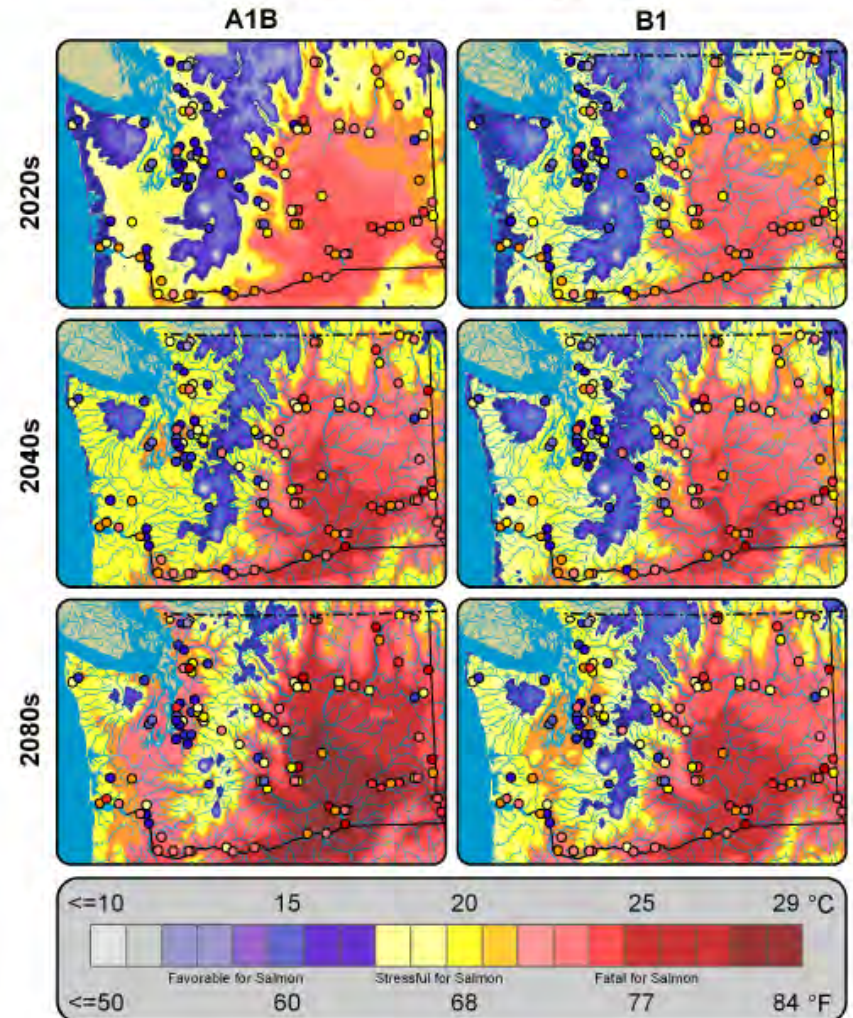 A1B B1
2020s
2040s
2080s
<=10 15 20 25 29 °C
Favorable for Salmon Stressful for Salmon Fatal for Salmon
<=50 60 68 77 84 °F